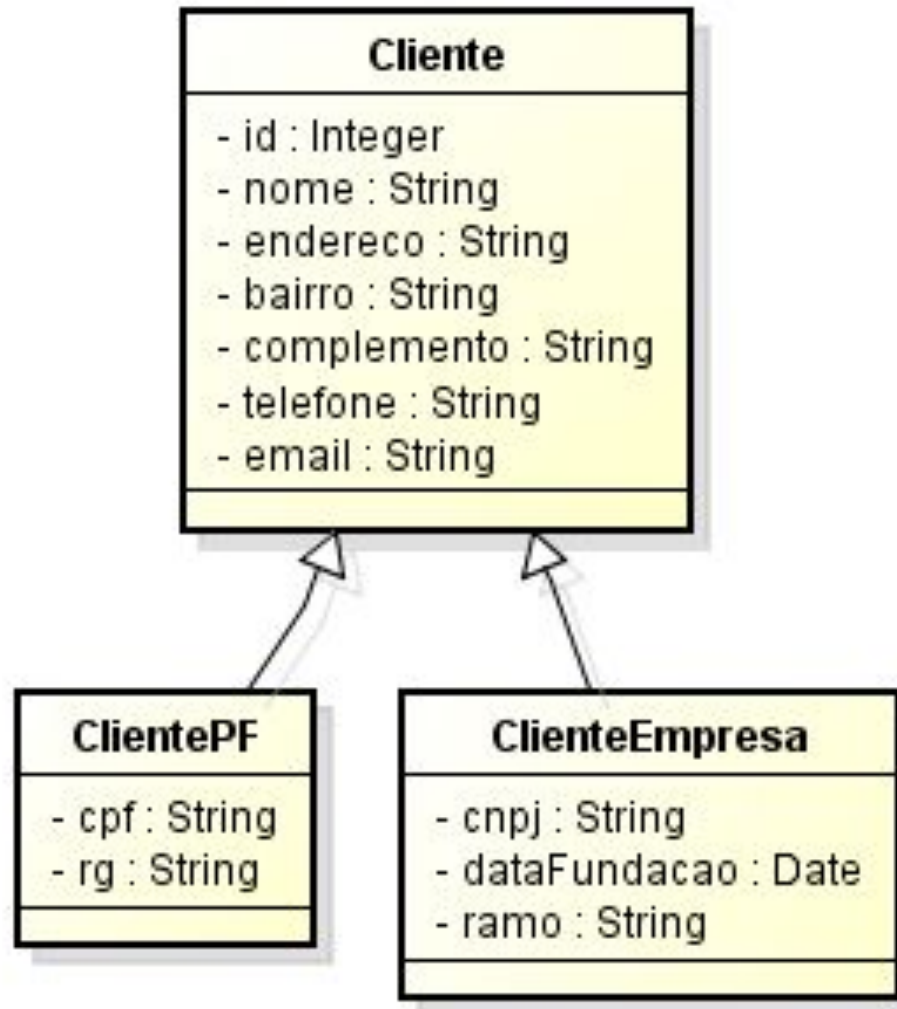 Cliente
- id : Integer
- nome : String
- endereco : String
- bairro : String
- complemento : String
- telefone : String
- email : String
ClientePF
- cpf : String
- rg : String
ClienteEmpresa
- cnpj : String
- dataFundacao : Date
- ramo : String